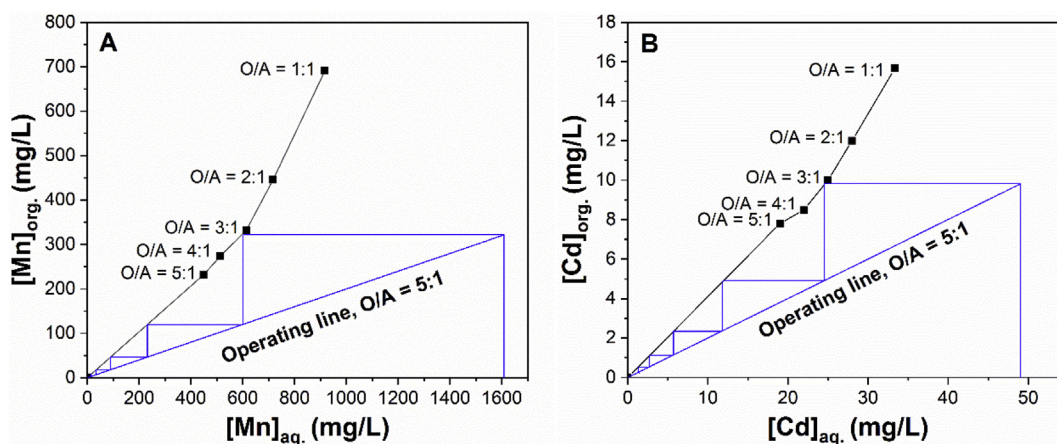 A
800
700
600
500
400
300
200
100
0
[Mn]org. (mg/L)
O/A = 1:1
O/A = 2:1
O/A = 3:1
O/A = 4:1
O/A = 5:1
Operating line, O/A = 5:1
0 200 400 600 800 1000 1200 1400 1600
[Mn]aq. (mg/L)
B
18
16
14
12
10
8
6
4
2
0
[Cd]org. (mg/L)
O/A = 1:1
O/A = 2:1
O/A = 3:1
O/A = 4:1
O/A = 5:1
Operating line, O/A = 5:1
0 10 20 30 40 50
[Cd]aq. (mg/L)